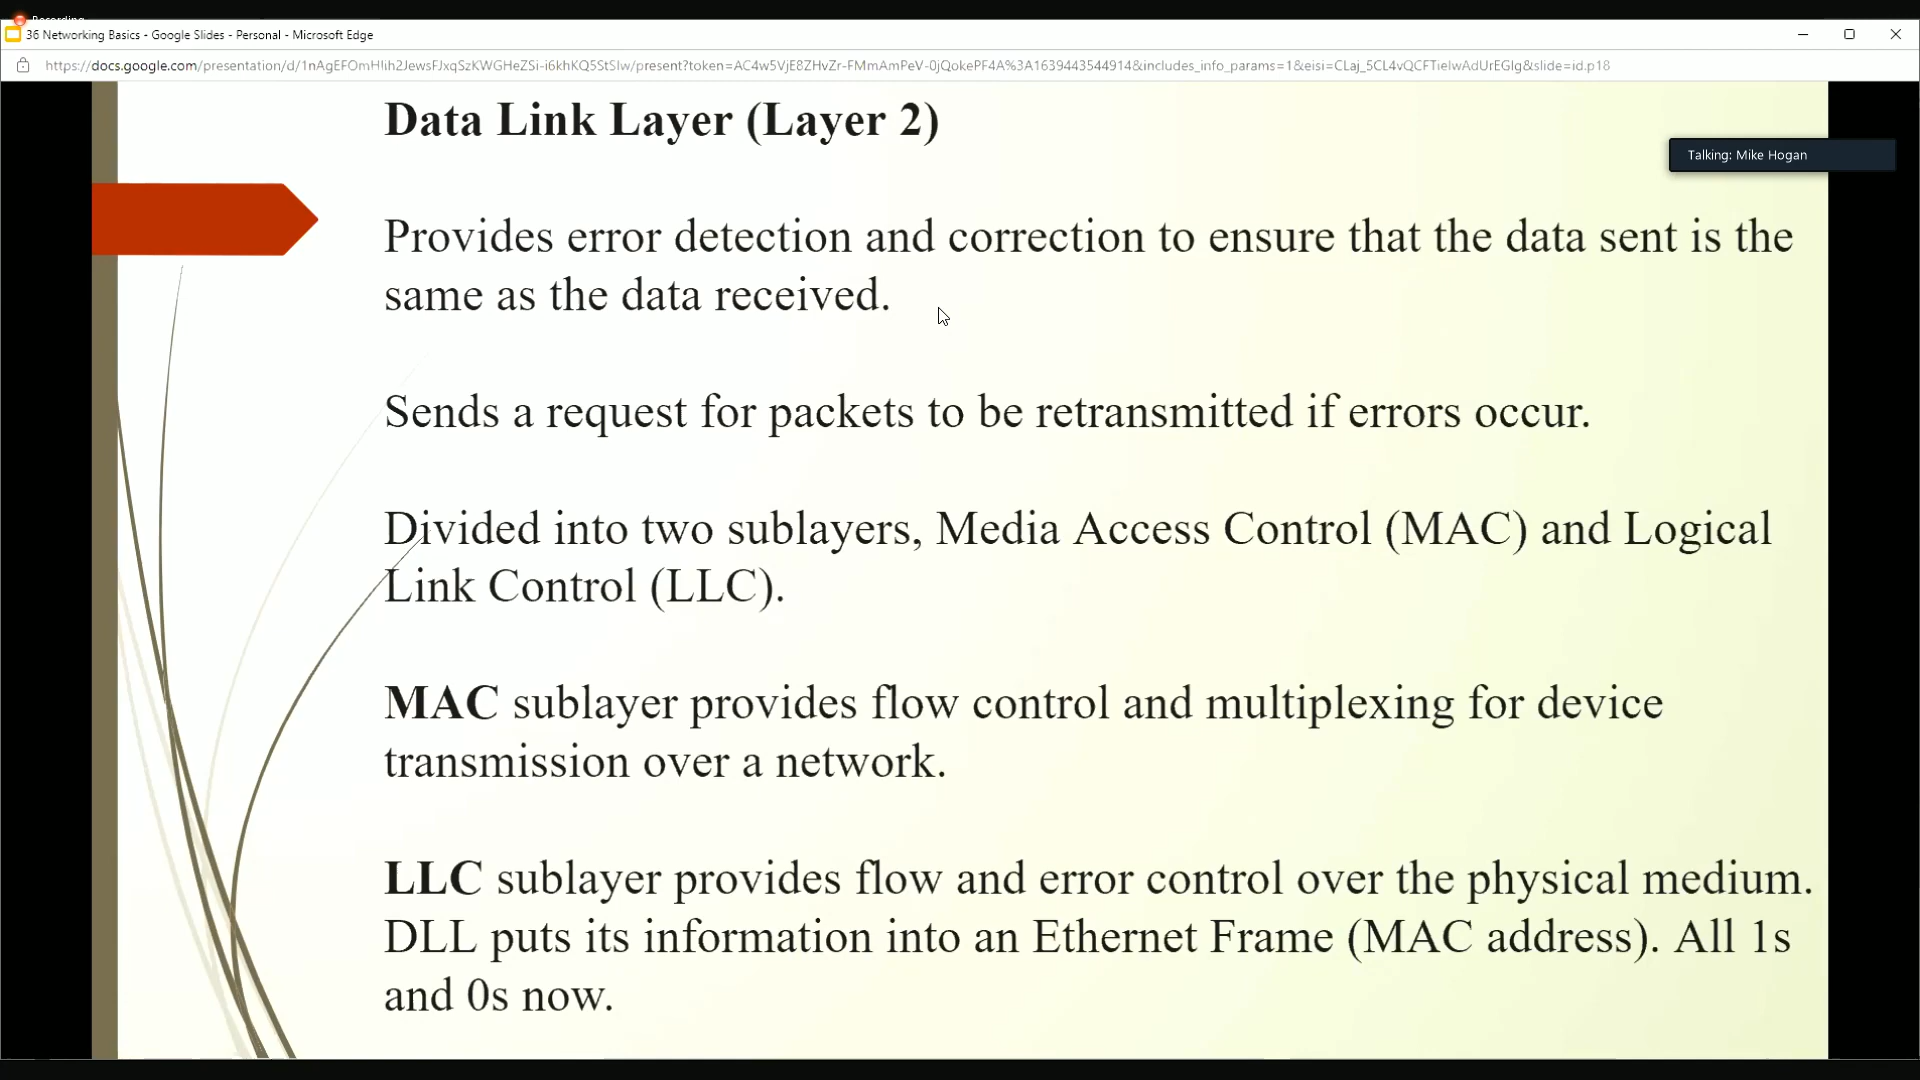 Recording
36 Networking Basics - Google Slides - Personal - Microsoft Edge
https://docs.google.com/presentation/d/1nAgEFOmHlih2JewsFJxqSzKWGHeZSi-i6khKQ5StSlw/present?token=AC4w5VjE8ZHvZr-FMmAmPeV-0jQokePF4A%3A1639443544914&includes_info_params=1&eisi=CLaj_5CL4vQCFTieIwAdUrEGIg&slide=id.p18
Data Link Layer (Layer 2)
Talking: Mike Hogan
Provides error detection and correction to ensure that the data sent is the
same as the data received.
Sends a request for packets to be retransmitted if errors occur.
Divided into two sublayers, Media Access Control (MAC) and Logical
Link Control (LLC).
MAC sublayer provides flow control and multiplexing for device
transmission over a network.
LLC sublayer provides flow and error control over the physical medium.
DLL puts its information into an Ethernet Frame (MAC address). All 1s
and 0s now.